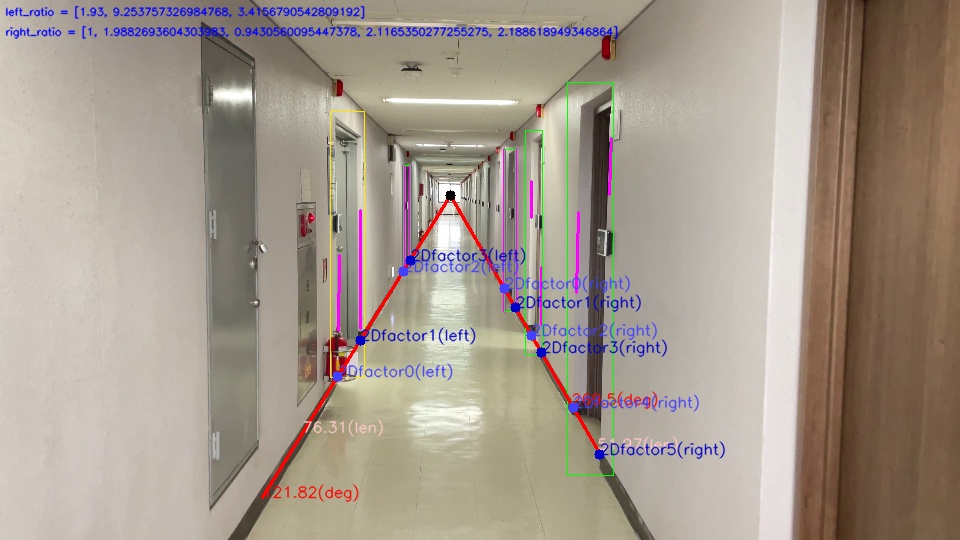 left_ratio = [1.93, 9.253757326984768, 3.4156790542809192]
right_ratio = [1, 1.9882693604303983, 0.9430560095447378, 2.1165350277255275, 2.188618949346864]
2Dfactor3(left)
2Dfactor2(left)
2Dfactor0(right)
2Dfactor1(right)
2Dfactor1(left)
2Dfactor2(right)
2Dfactor3(right)
2Dfactor0(left)
2Dfactor4(right)
76.31(len)
2Dfactor5(right)
21.82(deg)